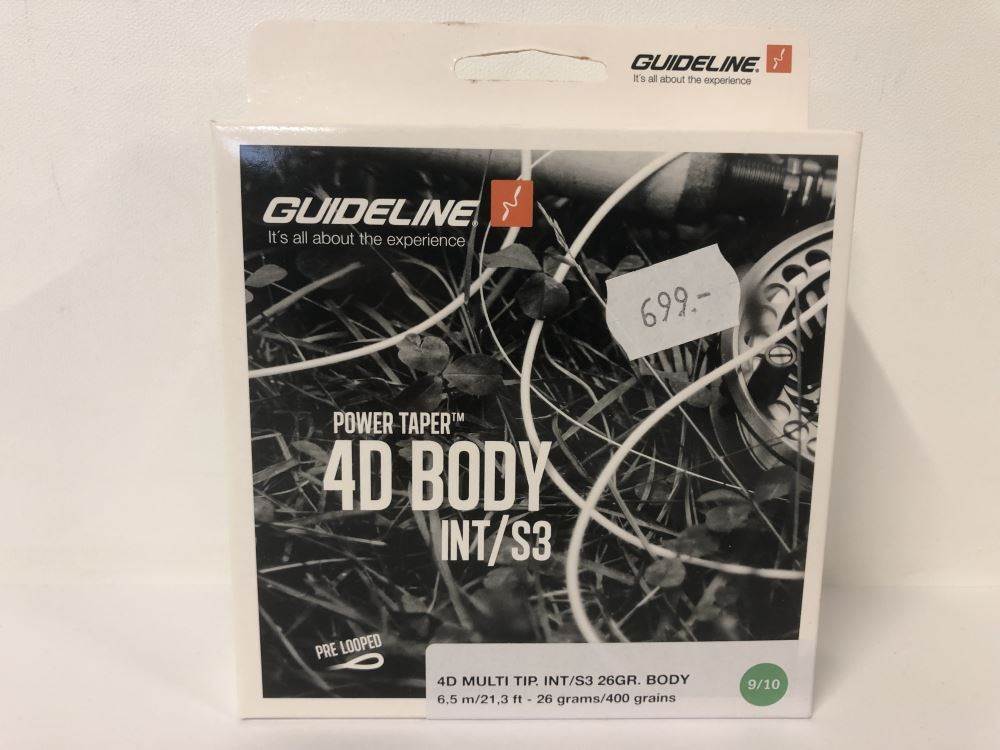 GUIDELINE®
It's all about the experience
GUIDELINE®
It's all about the experience
699.-
POWER TAPER™
4D BODY
INT/S3
PRE LOOPED
4D MULTI TIP. INT/S3 26GR. BODY
6,5 m/21,3 ft - 26 grams/400 grains
9/10